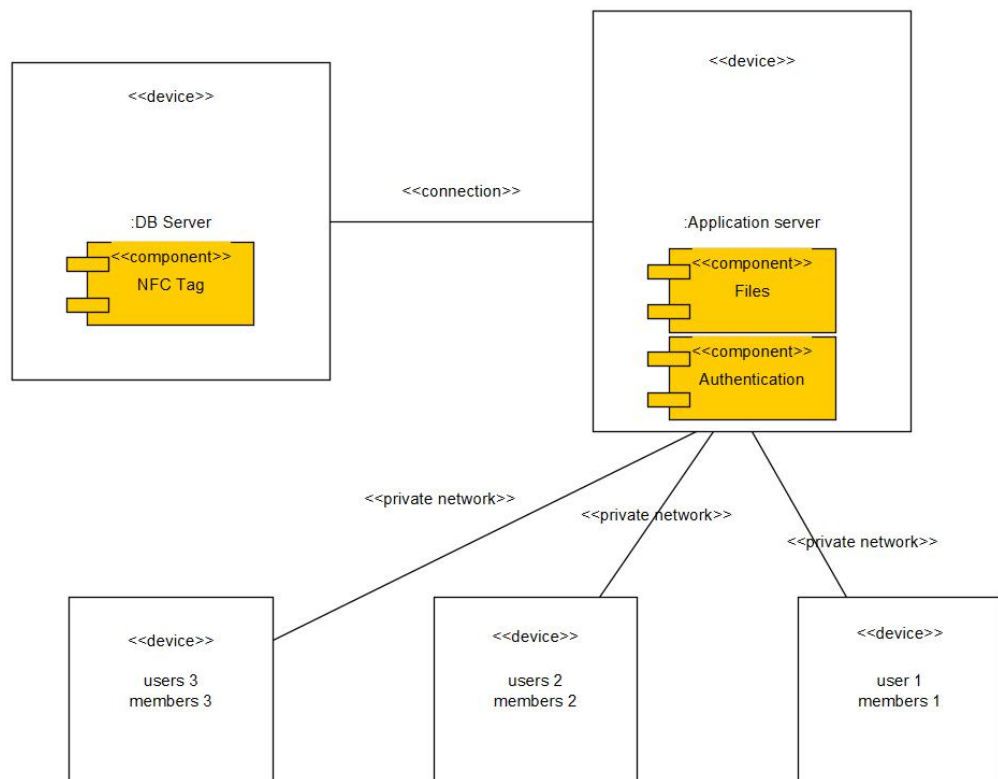 <<device>>
:DB Server
<<component>>
NFC Tag
<<connection>>
<<device>>
:Application server
<<component>>
Files
<<component>>
Authentication
<<private network>>
<<private network>>
<<private network>>
<<device>>
users 3
members 3
<<device>>
users 2
members 2
<<device>>
user 1
members 1